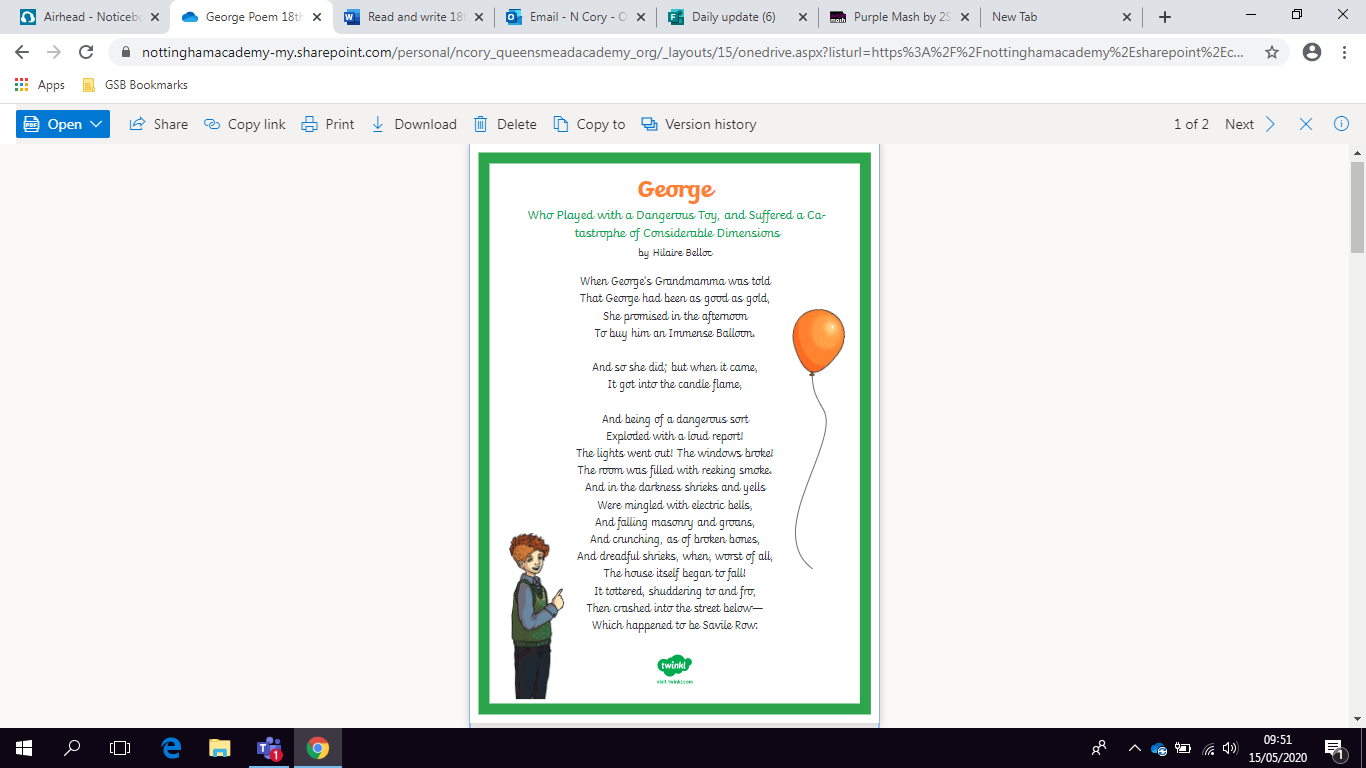 Airhead - Noticebo
George Poem 18th
Read and write 18t
Email - N Cory - O
Daily update (6)
Purple Mash by 2S
New Tab
nottinghamacademy-my.sharepoint.com/personal/ncory_queensmeadacademy_org/_layouts/15/onedrive.aspx?listurl=https%3A%2F%2Fnottinghamacademy%2Esharepoint%2Ec...
Apps GSB Bookmarks
PDF Open Share Copy link Print Download Delete Copy to Version history 1 of 2 Next
George
Who Played with a Dangerous Toy, and Suffered a Ca-
tastrophe of Considerable Dimensions
by Hilaire Belloc
When George's Grandmamma was told
That George had been as good as gold,
She promised in the afternoon
To buy him an Immense Balloon.
And so she did; but when it came,
It got into the candle flame,
And being of a dangerous sort
Exploded with a loud report!
The lights went out! The windows broke!
The room was filled with reeking smoke.
And in the darkness shrieks and yells
Were mingled with electric bells,
And falling masonry and groans,
And crunching, as of broken bones,
And dreadful shrieks, when, worst of all,
The house itself began to fall!
It tottered, shuddering to and fro,
Then crashed into the street below—
Which happened to be Savile Row.
twinkl
visit twinkl.com
09:51
15/05/2020
1
1